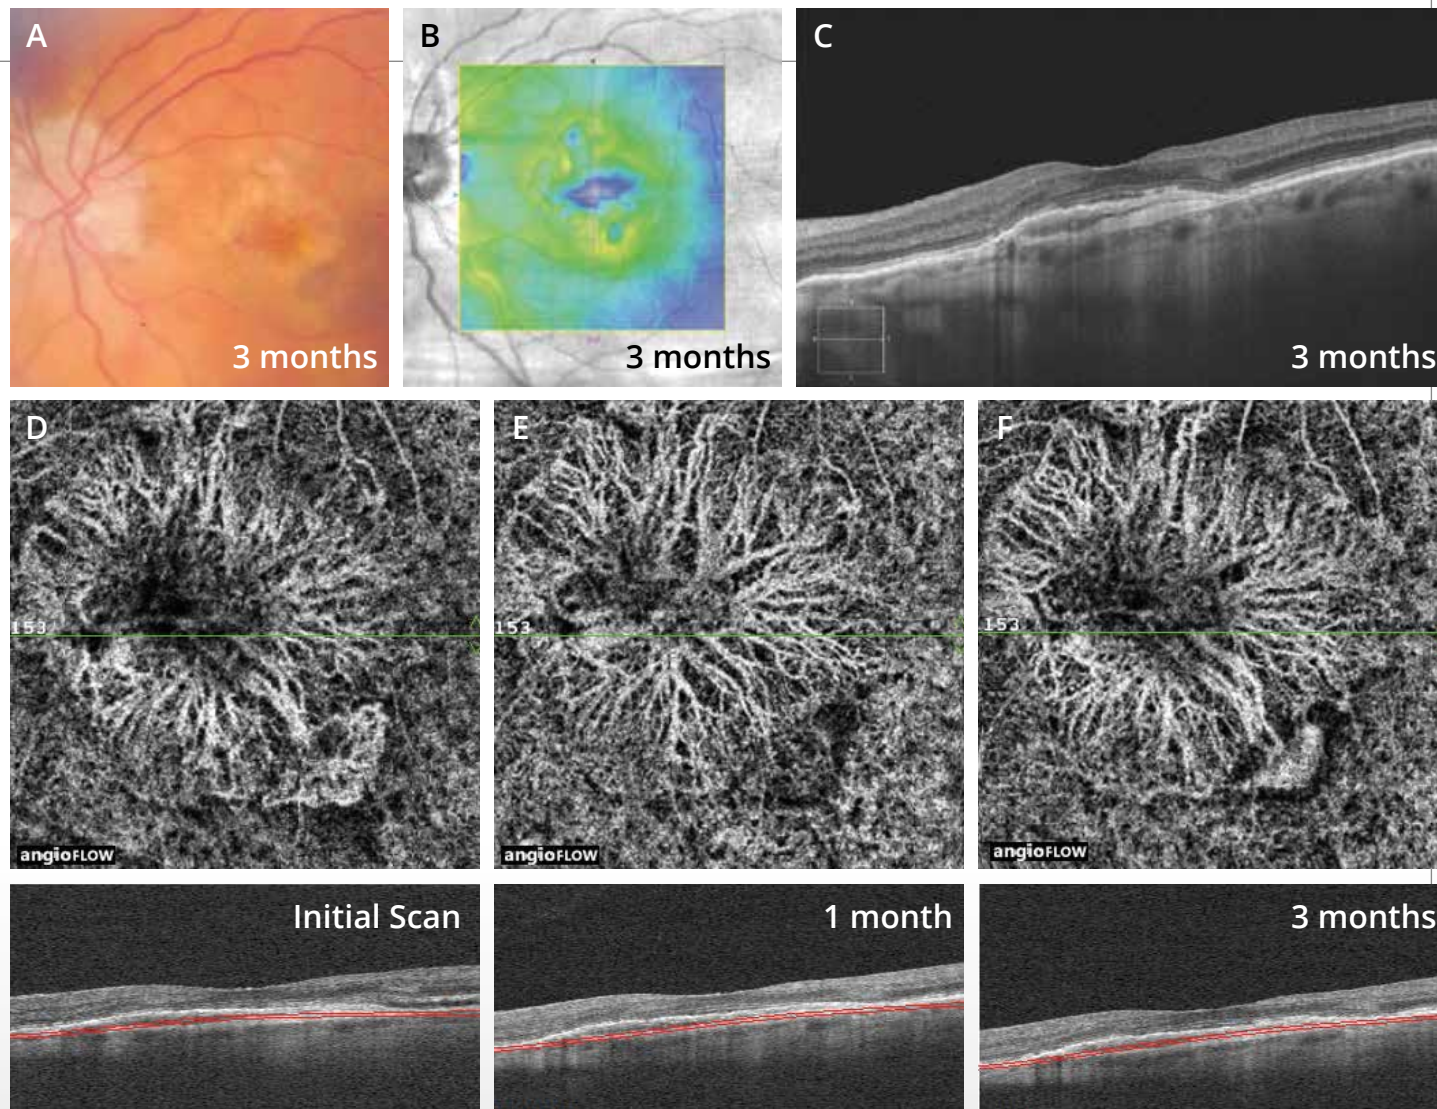 A
B
C
3 months
3 months
3 months
D
E
F
153
153
153
angioFLOW
angioFLOW
angioFLOW
Initial Scan
1 month
3 months